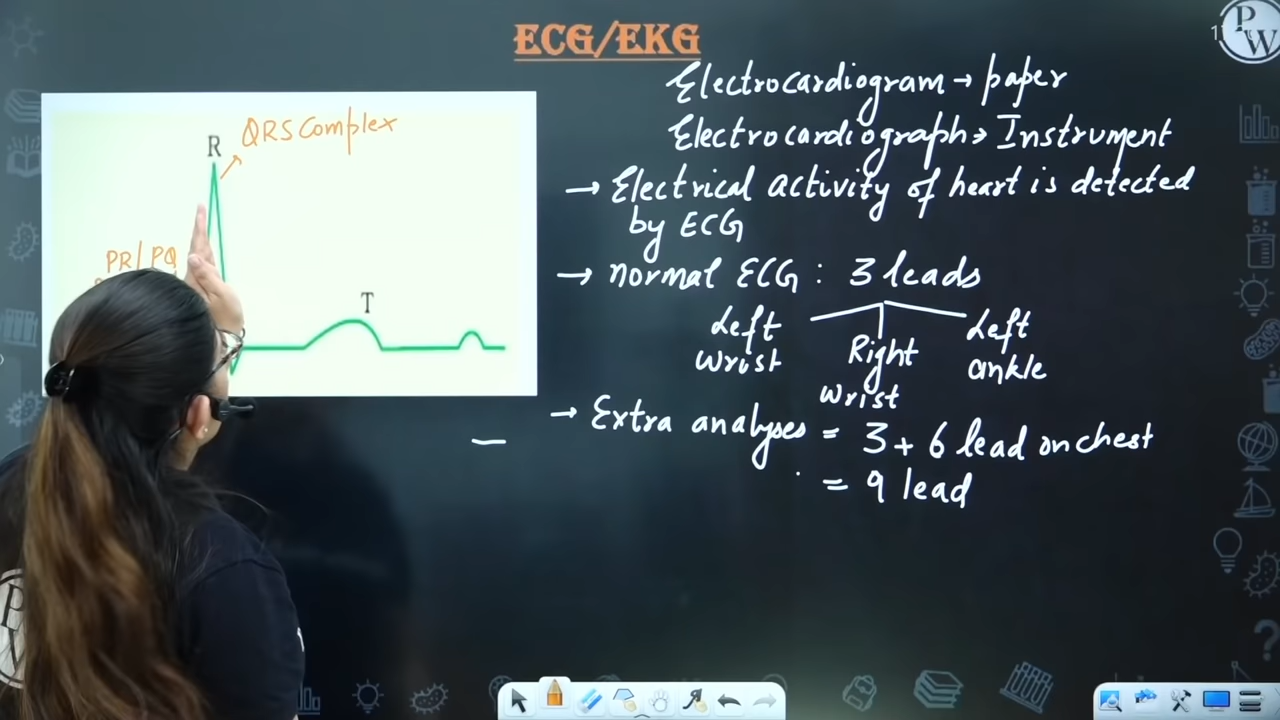 ECG/EKG
PW
Electrocardiogram → paper
Electrocardiograph → Instrument
→ Electrical activity of heart is detected
by ECG
→ normal ECG : 3 leads
Left
wrist
Right
wrist
Left
ankle
→ Extra analyses = 3 + 6 lead on chest
= 9 lead
QRS Complex
R
PR/PQ
T